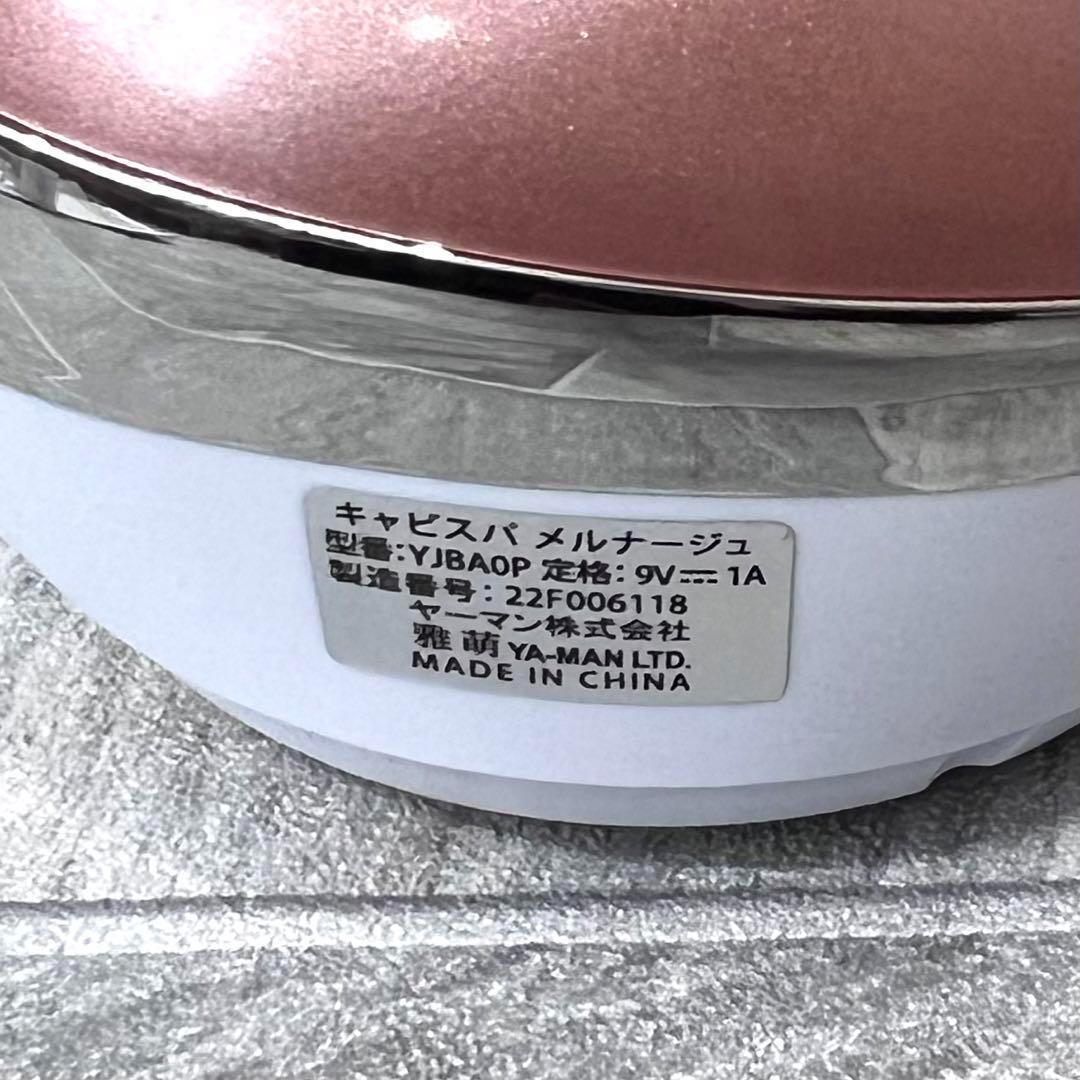 キャビスパ メルナージュ
型番:YJBA0P 定格: 9V⎓1A
製造番号: 22F006118
ヤーマン株式会社
雅萌 YA-MAN LTD.
MADE IN CHINA